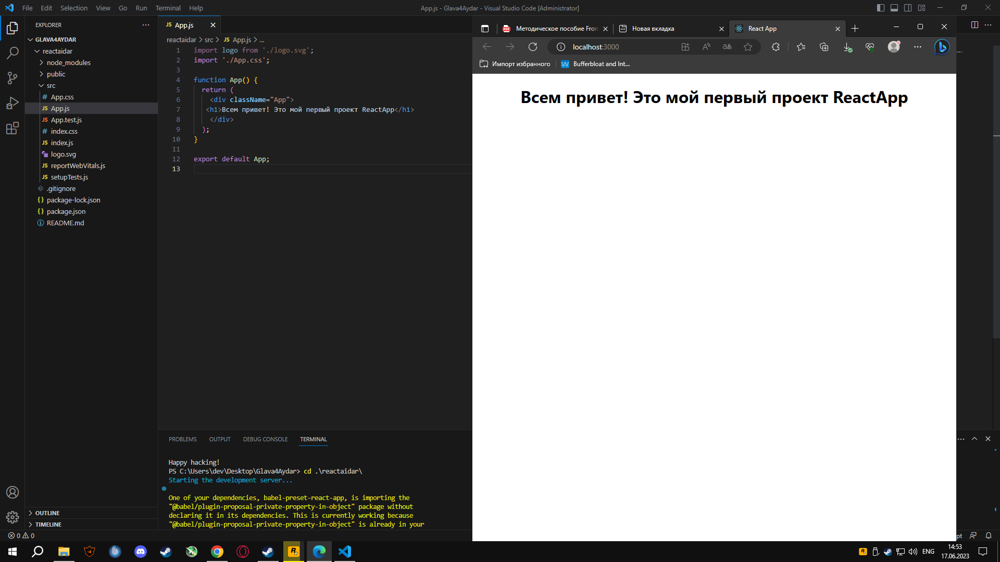 File Edit Selection View Go Run Terminal Help
App.js - Glava4Aydar - Visual Studio Code [Administrator]
EXPLORER
GLAVA4AYDAR
reactaidar
node_modules
public
src
App.css
App.js
App.test.js
index.css
index.js
logo.svg
reportWebVitals.js
setupTests.js
.gitignore
package-lock.json
package.json
README.md
OUTLINE
TIMELINE
JS App.js
reactaidar > src > JS App.js > ...
1 import logo from './logo.svg';
2 import './App.css';
3
4 function App() {
5 return (
6 <div className="App">
7 <h1>Всем привет! Это мой первый проект ReactApp</h1>
8 </div>
9 );
10 }
11
12 export default App;
13
PROBLEMS OUTPUT DEBUG CONSOLE TERMINAL
Happy hacking!
PS C:\Users\dev\Desktop\Glava4Aydar> cd .\reactaidar\
Starting the development server...
One of your dependencies, babel-preset-react-app, is importing the
"@babel/plugin-proposal-private-property-in-object" package without
declaring it in its dependencies. This is currently working because
"@babel/plugin-proposal-private-property-in-object" is already in your
Методическое пособие Fron
Новая вкладка
React App
localhost:3000
Импорт избранного
Bufferbloat and Int...
Всем привет! Это мой первый проект ReactApp
0 0
pt
ENG
14:53
17.06.2023